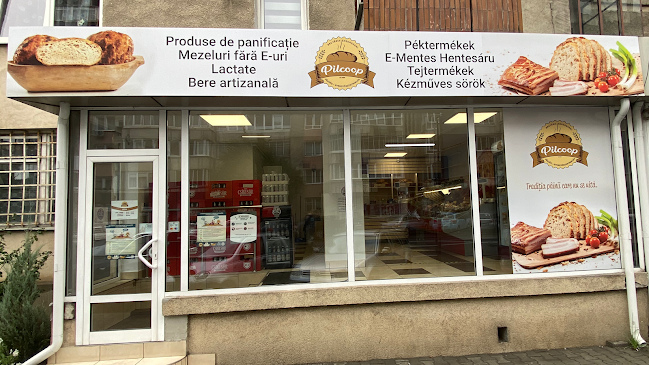 Produse de panificație
Mezeluri fără E-uri
Lactate
Bere artizanală
Pilcoop
Péktermékek
E-Mentes Hentesáru
Tejtermékek
Kézműves sörök
Pilcoop
Tradiția pâinii care nu se uită.